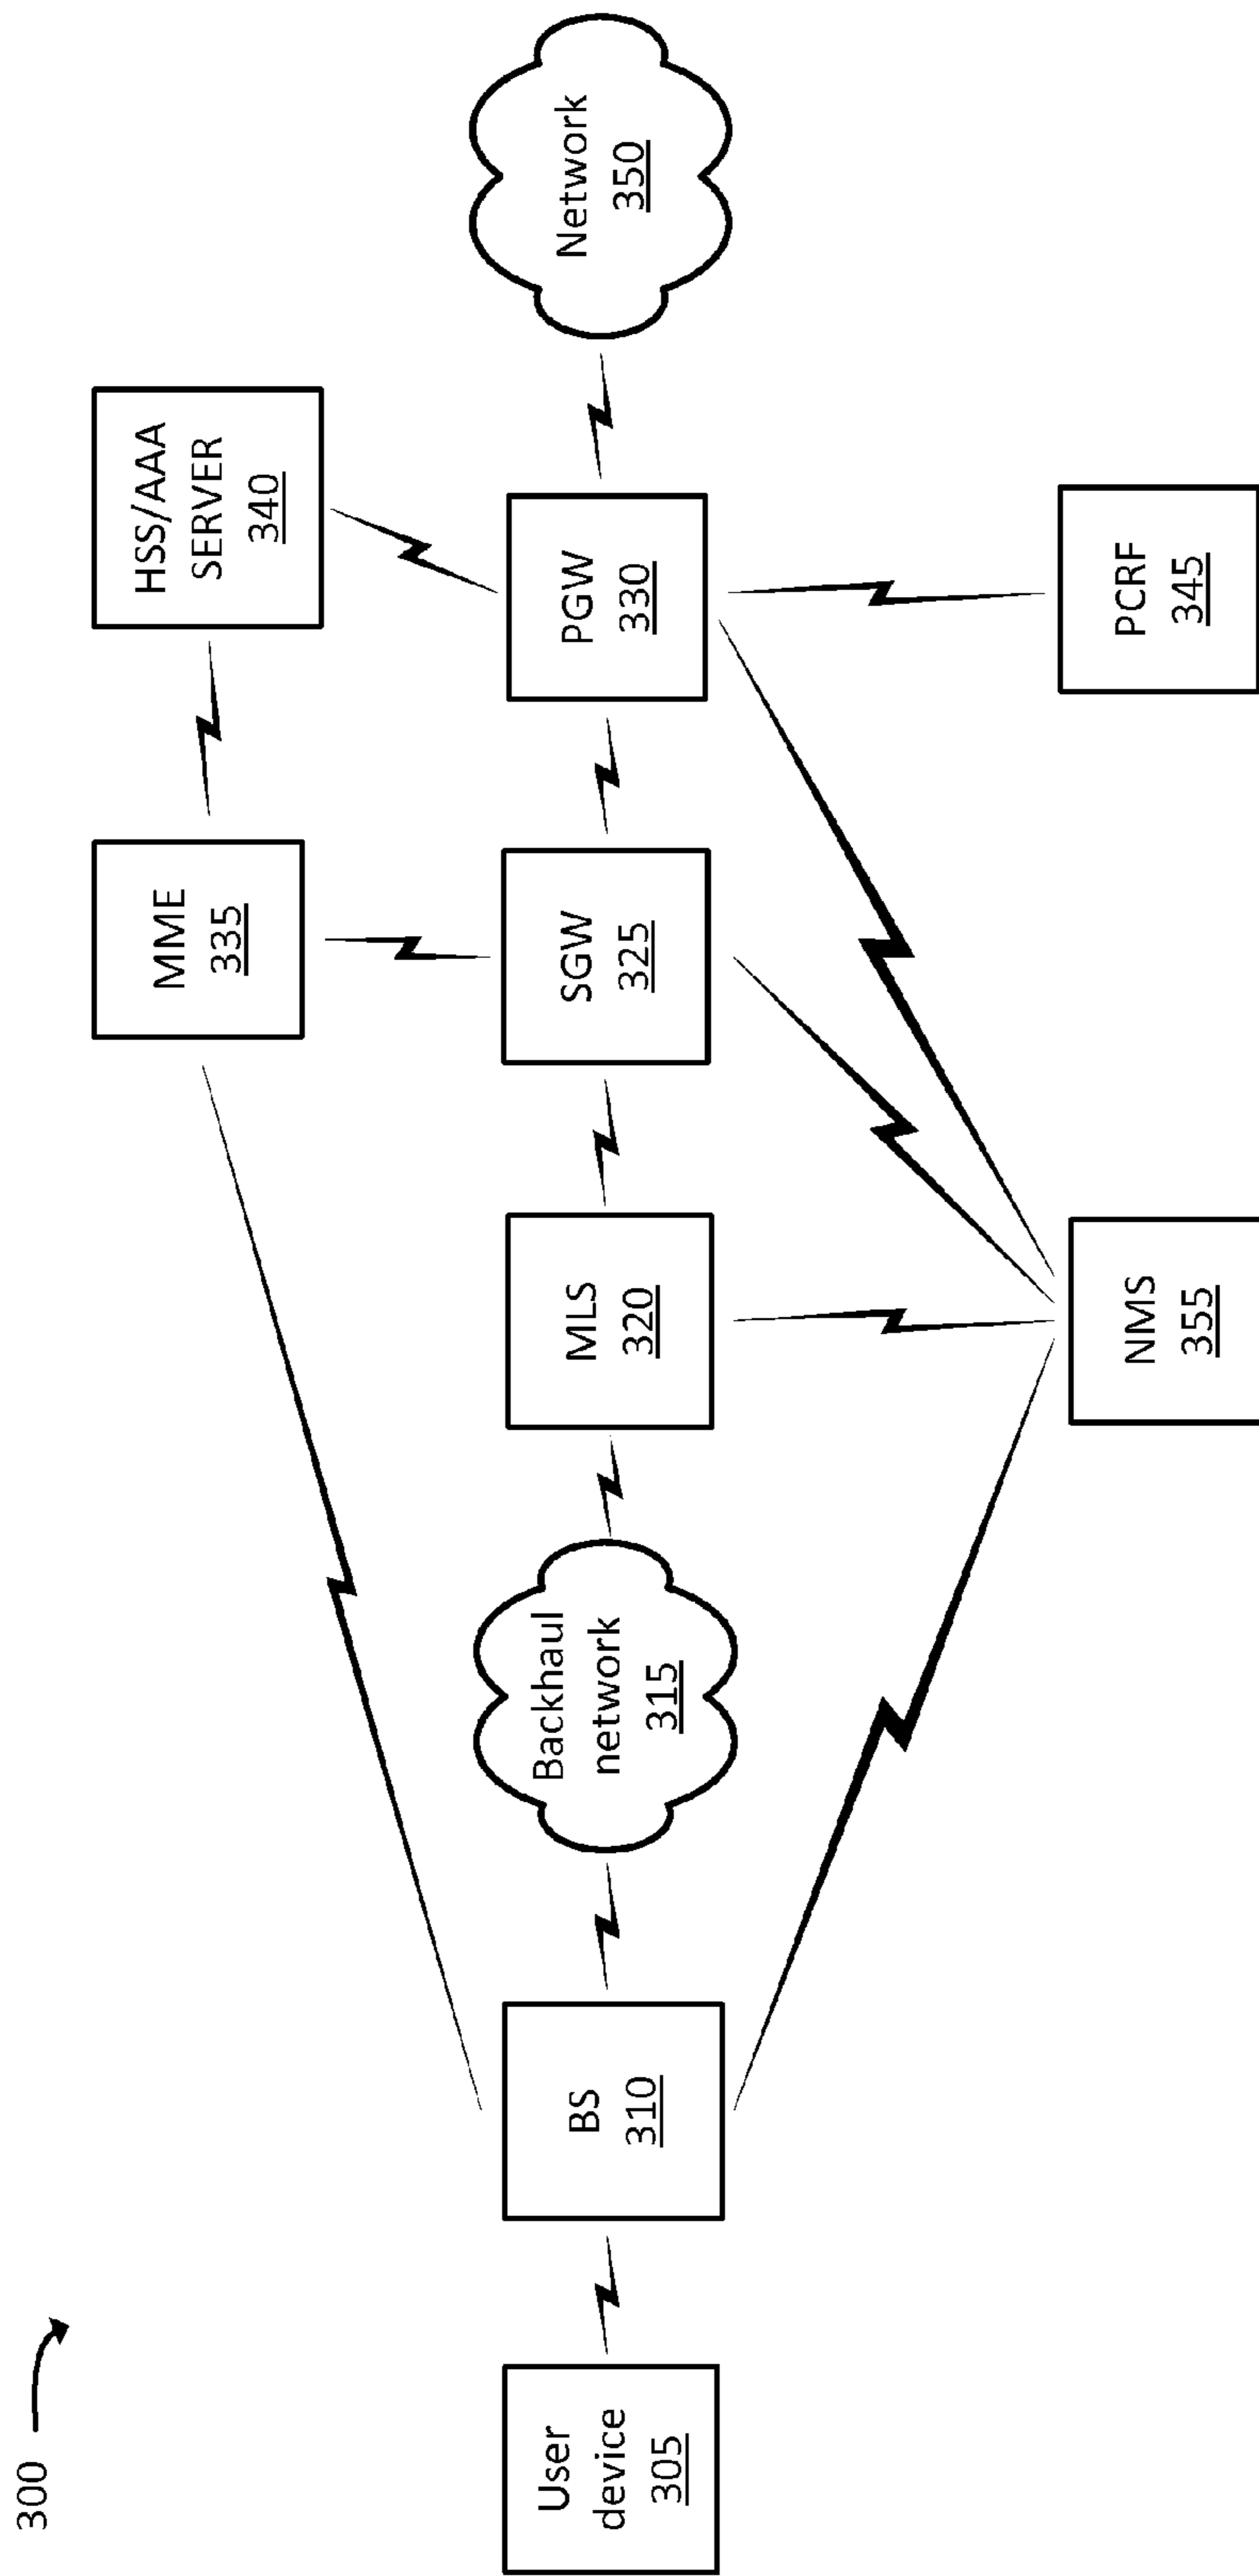 300
HSS/AAA
SERVER
340
MME
335
User
device
305
BS
310
Backhaul
network
315
MLS
320
SGW
325
PGW
330
Network
350
NMS
355
PCRF
345